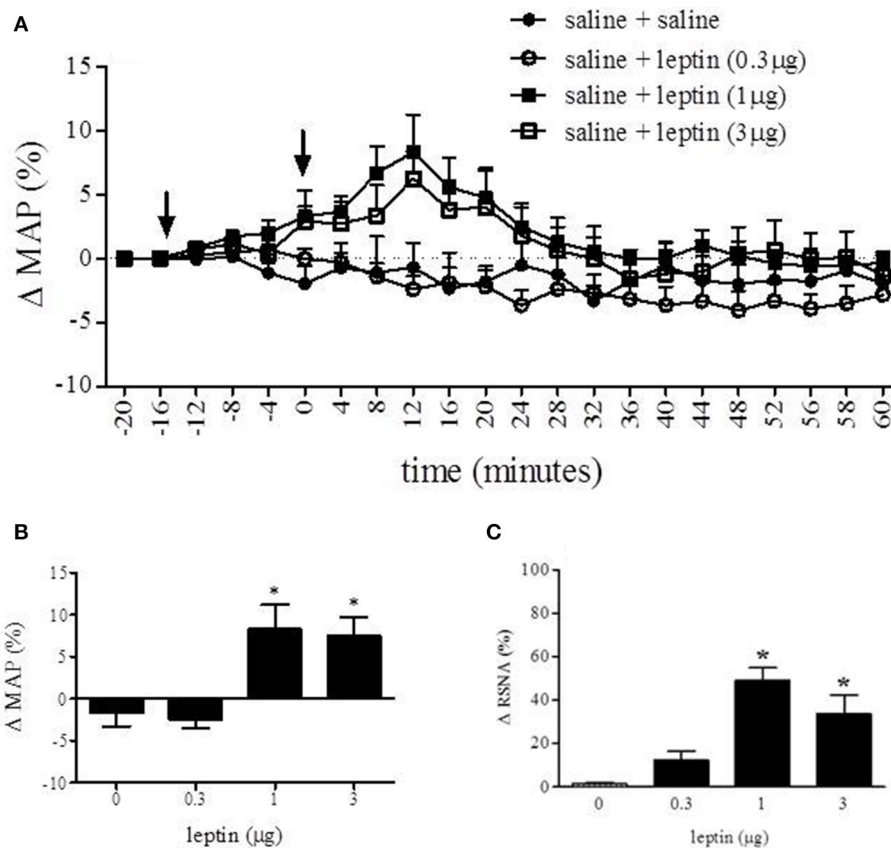 A
saline + saline
saline + leptin (0.3µg)
saline + leptin (1µg)
saline + leptin (3µg)
Δ MAP (%)
15
10
5
0
-5
-10
-20 -16 -12 -8 -4 0 4 8 12 16 20 24 28 32 36 40 44 48 52 56 58 60
time (minutes)
B
Δ MAP (%)
15
10
5
0
-5
-10
* *
0 0.3 1 3
leptin (µg)
C
Δ RSNA (%)
100
80
60
40
20
0
* *
0 0.3 1 3
leptin (µg)